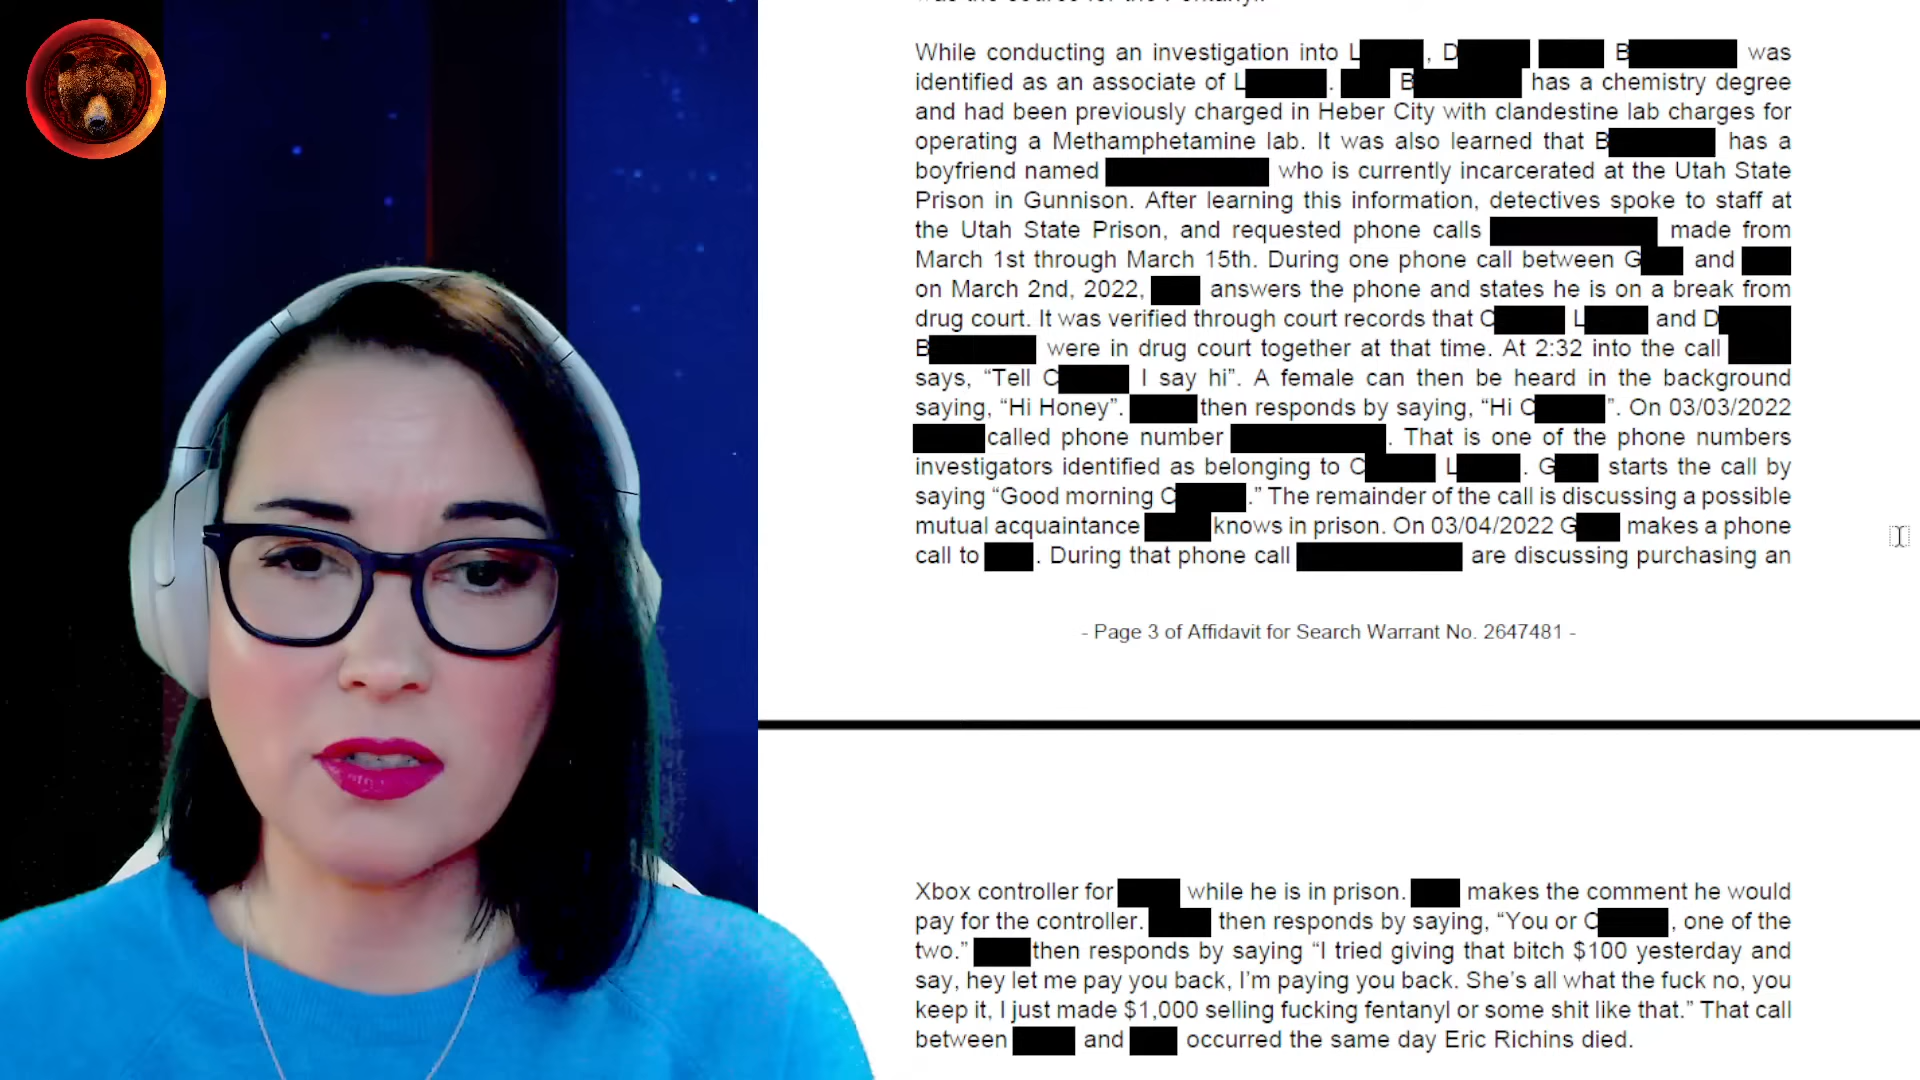 While conducting an investigation into L , D B was
identified as an associate of L . B has a chemistry degree
and had been previously charged in Heber City with clandestine lab charges for
operating a Methamphetamine lab. It was also learned that B has a
boyfriend named who is currently incarcerated at the Utah State
Prison in Gunnison. After learning this information, detectives spoke to staff at
the Utah State Prison, and requested phone calls made from
March 1st through March 15th. During one phone call between G and
on March 2nd, 2022, answers the phone and states he is on a break from
drug court. It was verified through court records that C L and D
B were in drug court together at that time. At 2:32 into the call
says, “Tell C I say hi”. A female can then be heard in the background
saying, “Hi Honey”. then responds by saying, “Hi C ”. On 03/03/2022
called phone number . That is one of the phone numbers
investigators identified as belonging to C L . G starts the call by
saying “Good morning C .” The remainder of the call is discussing a possible
mutual acquaintance knows in prison. On 03/04/2022 G makes a phone
call to . During that phone call are discussing purchasing an
- Page 3 of Affidavit for Search Warrant No. 2647481 -
Xbox controller for while he is in prison. makes the comment he would
pay for the controller. then responds by saying, “You or C , one of the
two.” then responds by saying “I tried giving that bitch $100 yesterday and
say, hey let me pay you back, I’m paying you back. She’s all what the fuck no, you
keep it, I just made $1,000 selling fucking fentanyl or some shit like that.” That call
between and occurred the same day Eric Richins died.